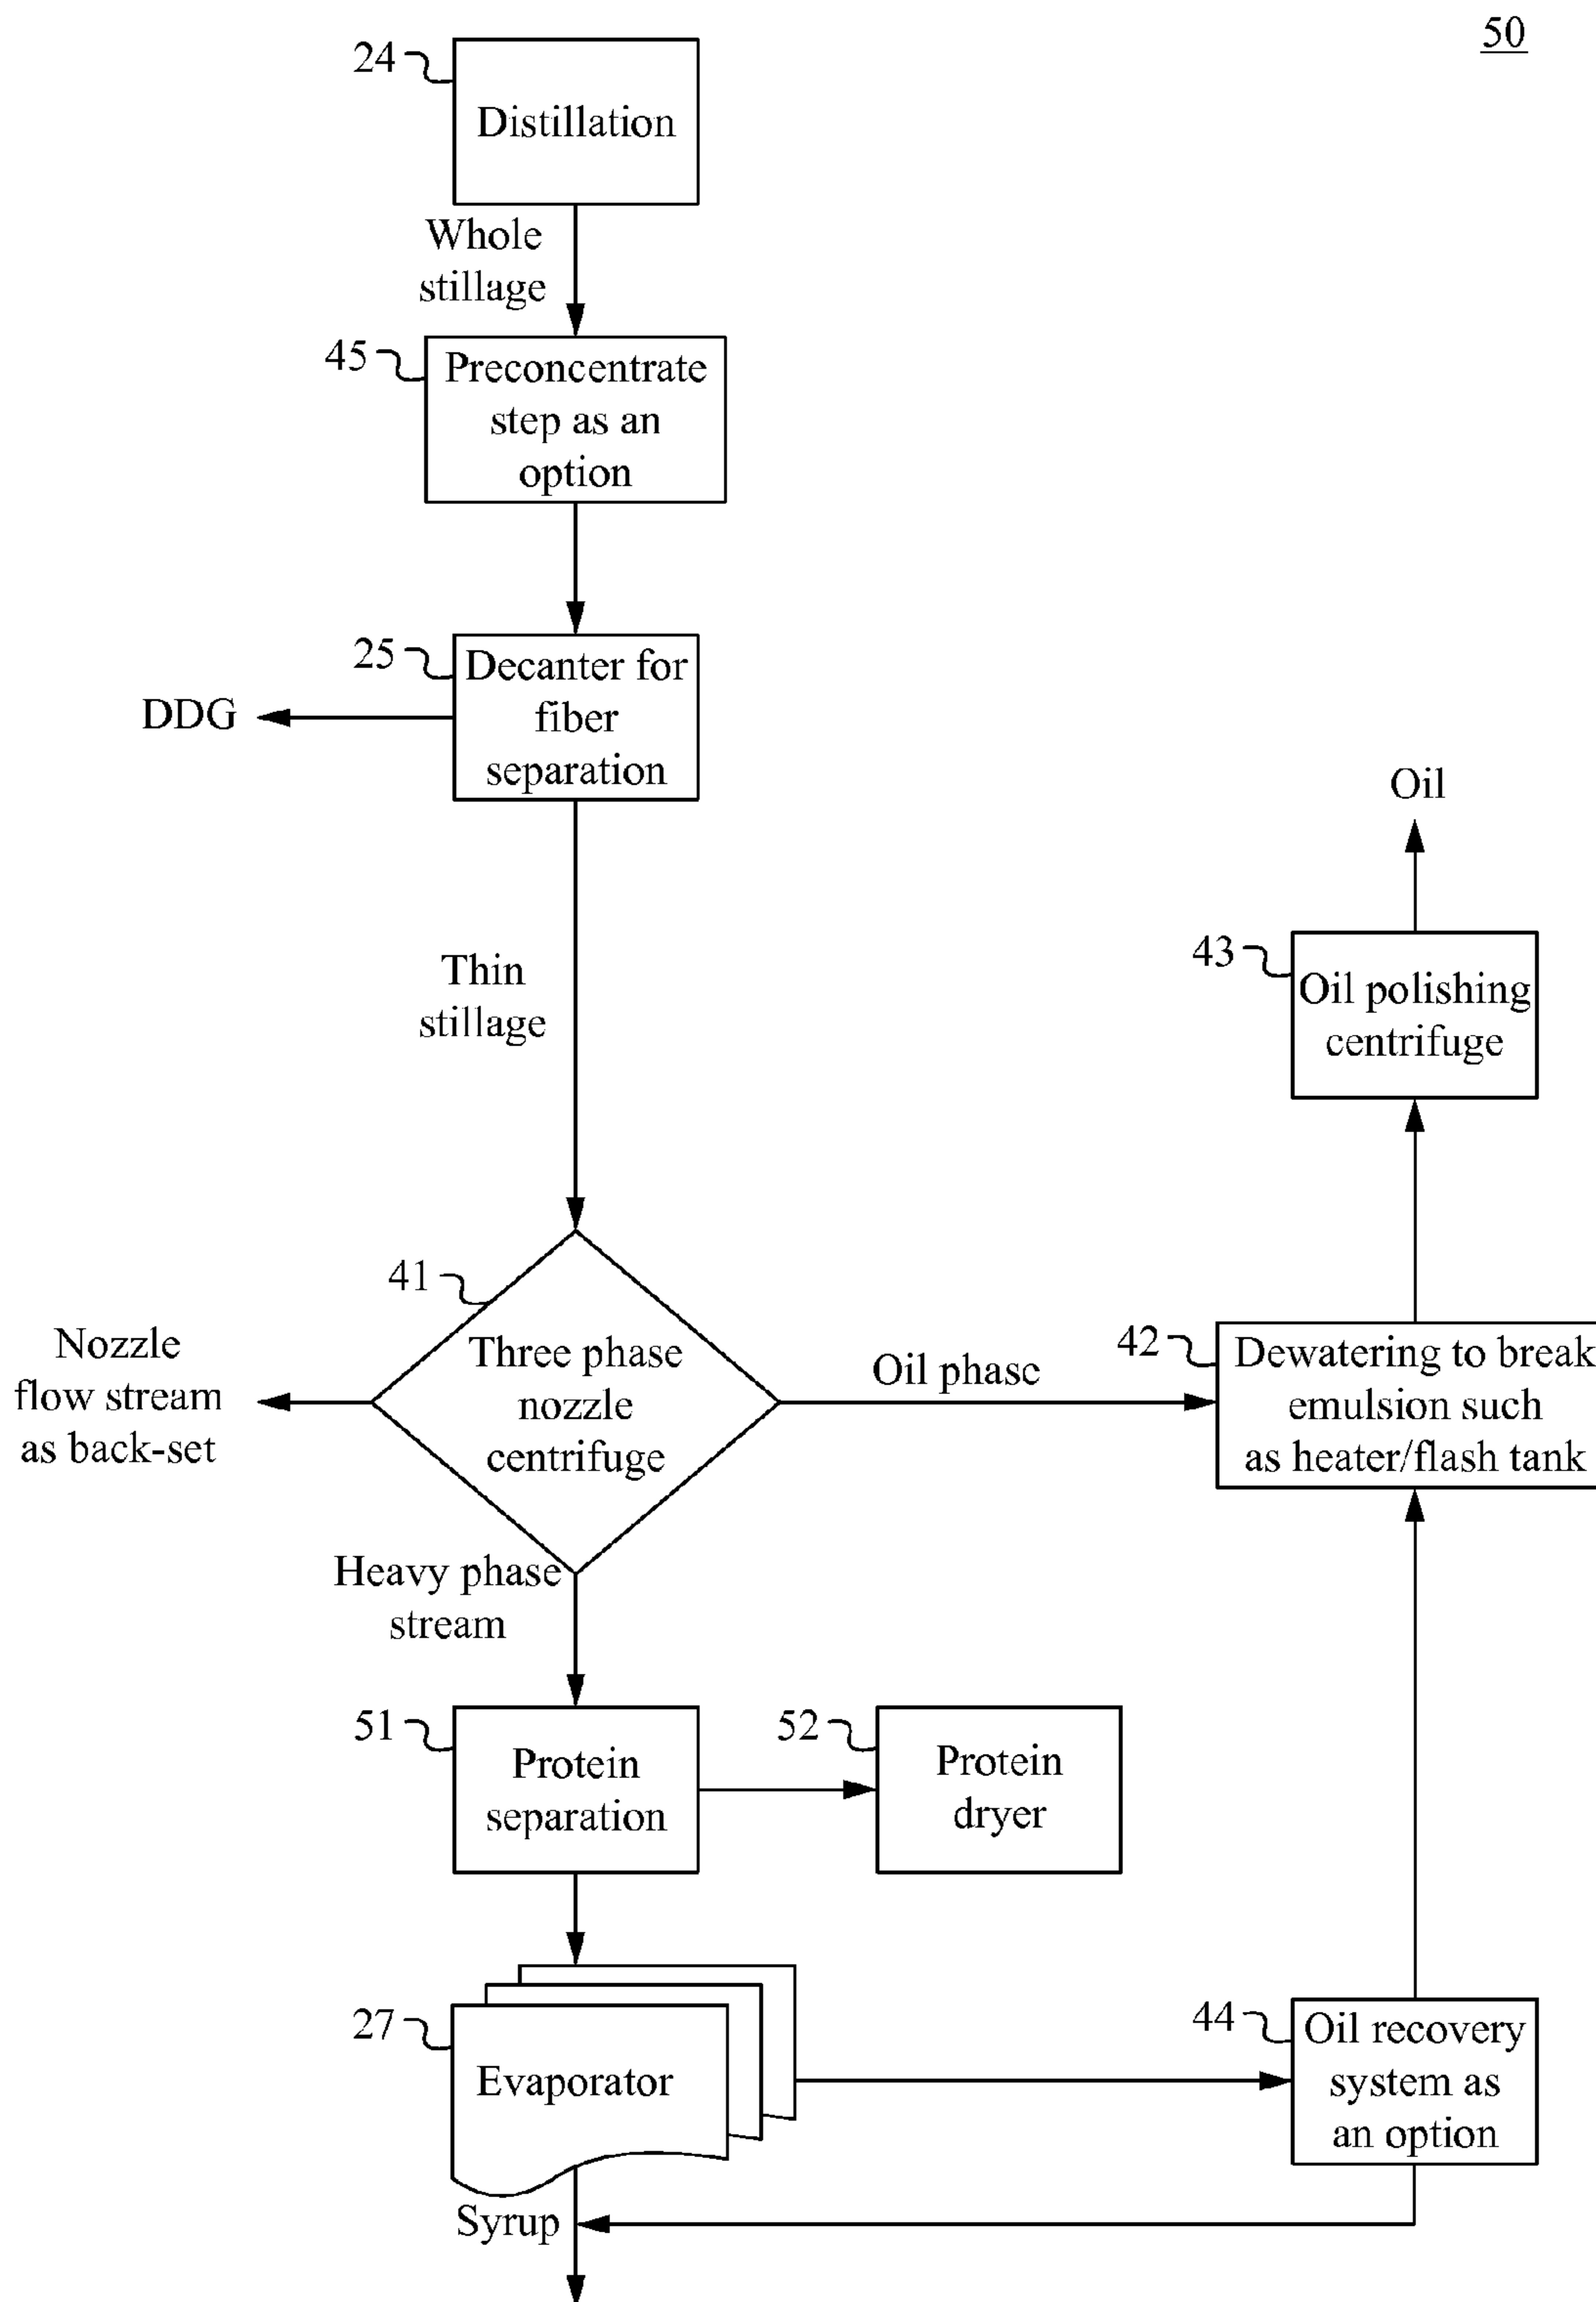 50
24
Distillation
Whole
stillage
45
Preconcentrate
step as an
option
25
Decanter for
fiber
separation
DDG
Oil
Thin
stillage
43
Oil polishing
centrifuge
41
Three phase
nozzle
centrifuge
Nozzle
flow stream
as back-set
Oil phase
42
Dewatering to break
emulsion such
as heater/flash tank
Heavy phase
stream
51
Protein
separation
52
Protein
dryer
27
Evaporator
44
Oil recovery
system as
an option
Syrup